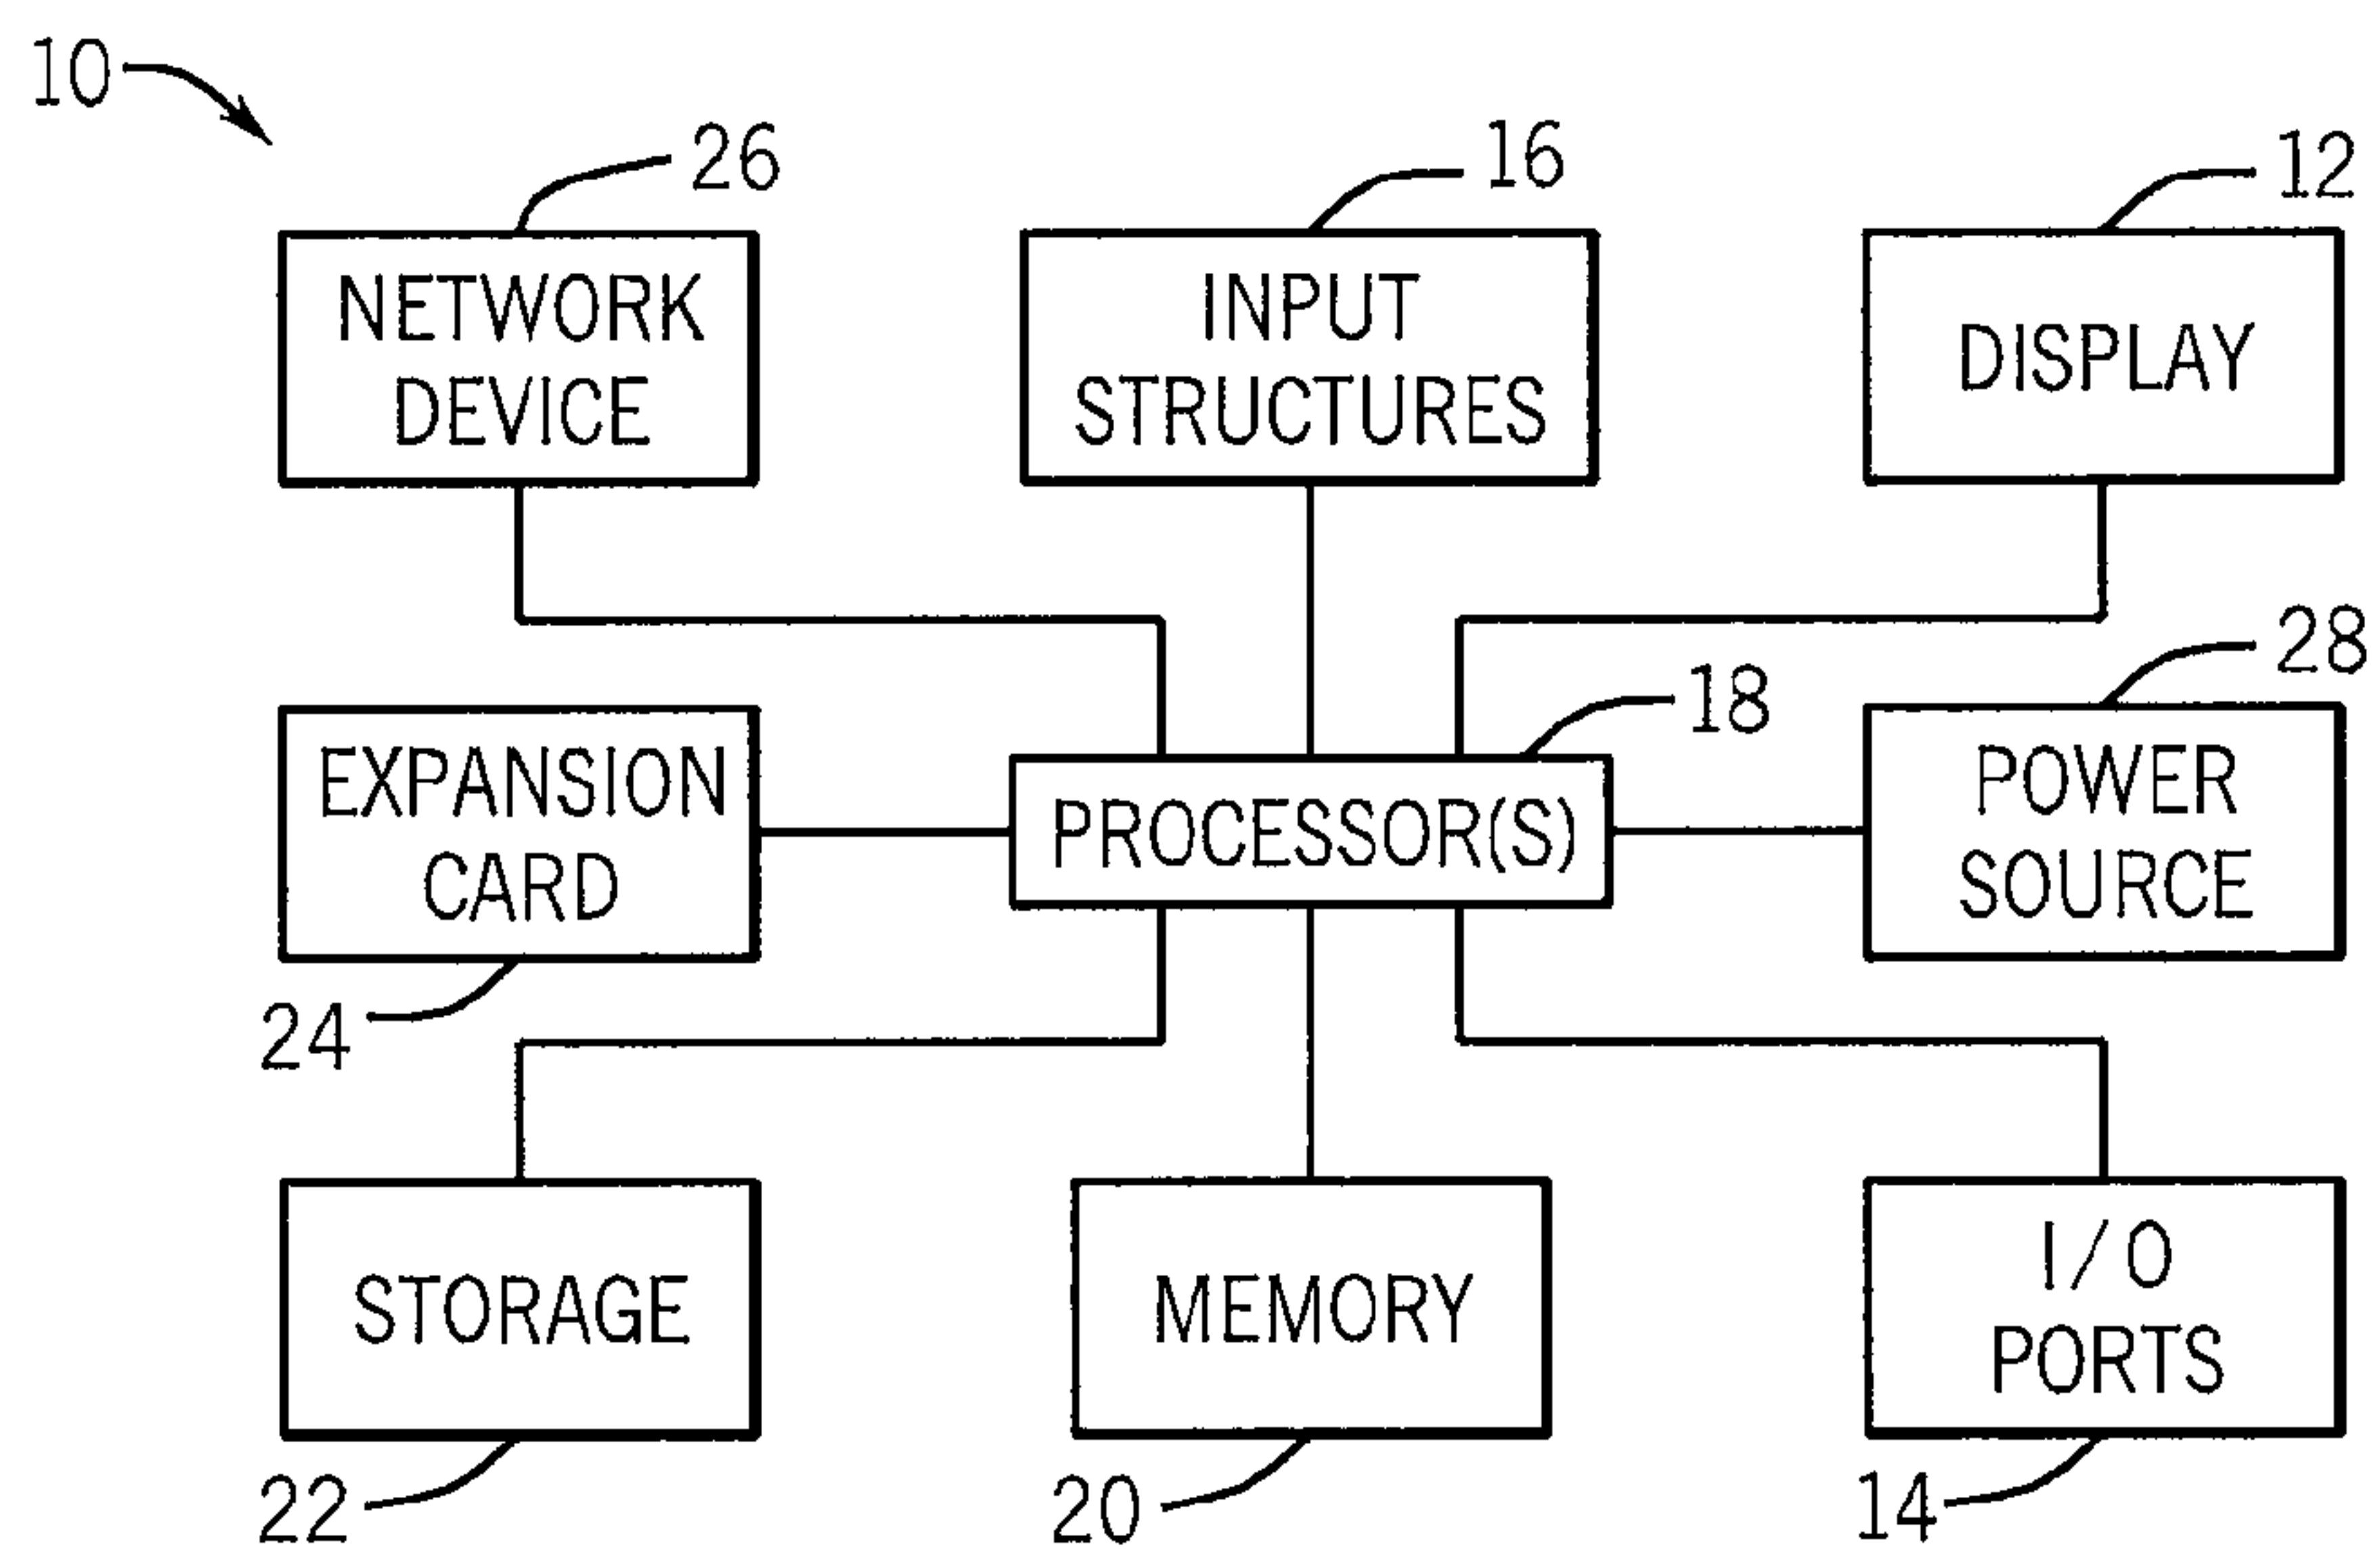 10
26
16
12
NETWORK
DEVICE
INPUT
STRUCTURES
DISPLAY
28
18
EXPANSION
CARD
PROCESSOR(S)
POWER
SOURCE
24
STORAGE
MEMORY
I/O
PORTS
22
20
14